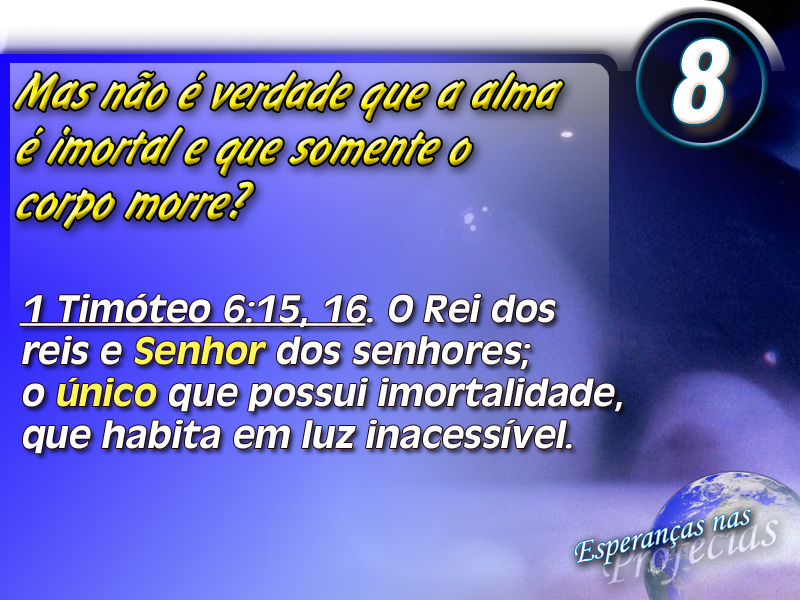 8
Mas não é verdade que a alma
é imortal e que somente o
corpo morre?
1 Timóteo 6:15, 16. O Rei dos
reis e Senhor dos senhores;
o único que possui imortalidade,
que habita em luz inacessível.
Esperanças nas
Profecias